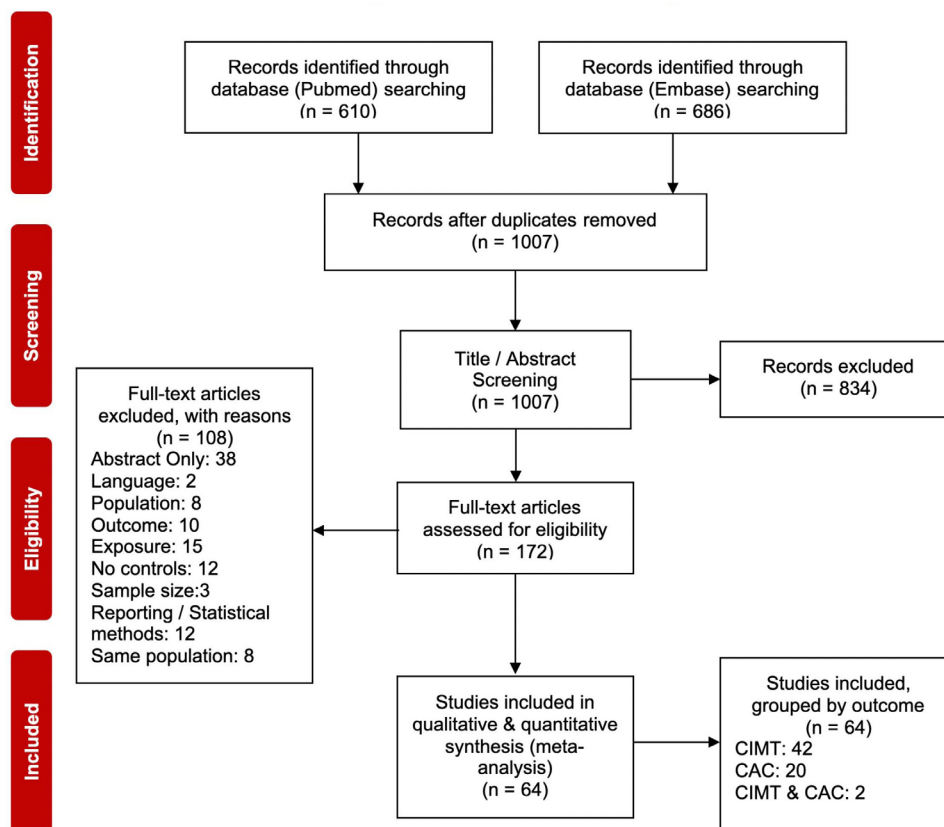 Identification
Records identified through
database (Pubmed) searching
(n = 610)
Records identified through
database (Embase) searching
(n = 686)
Records after duplicates removed
(n = 1007)
Screening
Title / Abstract
Screening
(n = 1007)
Records excluded
(n = 834)
Full-text articles
excluded, with reasons
(n = 108)
Abstract Only: 38
Language: 2
Population: 8
Outcome: 10
Exposure: 15
No controls: 12
Sample size:3
Reporting / Statistical
methods: 12
Same population: 8
Eligibility
Full-text articles
assessed for eligibility
(n = 172)
Included
Studies included in
qualitative & quantitative
synthesis (meta-
analysis)
(n = 64)
Studies included,
grouped by outcome
(n = 64)
CIMT: 42
CAC: 20
CIMT & CAC: 2